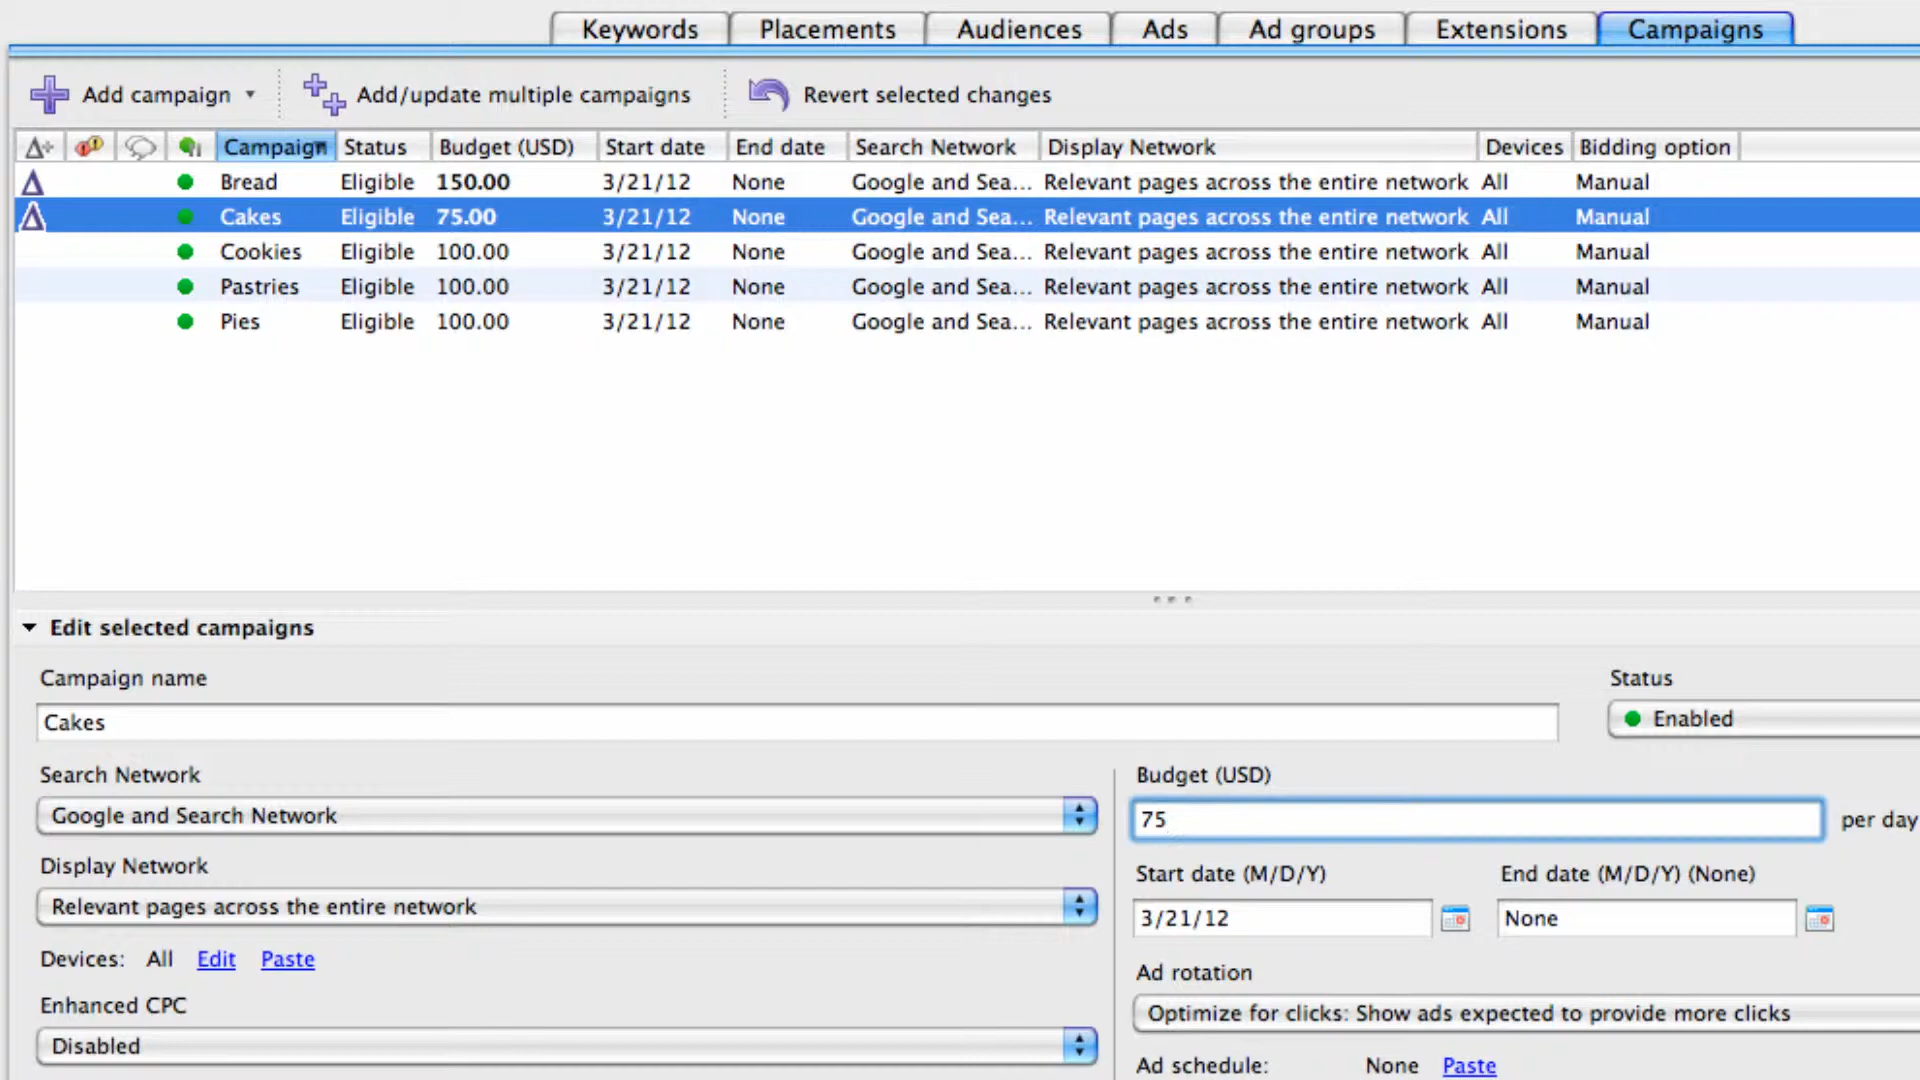 Keywords Placements Audiences Ads Ad groups Extensions Campaigns
Add campaign Add/update multiple campaigns Revert selected changes
Campaign Status Budget (USD) Start date End date Search Network Display Network Devices Bidding option
Bread Eligible 150.00 3/21/12 None Google and Sea... Relevant pages across the entire network All Manual
Cakes Eligible 75.00 3/21/12 None Google and Sea... Relevant pages across the entire network All Manual
Cookies Eligible 100.00 3/21/12 None Google and Sea... Relevant pages across the entire network All Manual
Pastries Eligible 100.00 3/21/12 None Google and Sea... Relevant pages across the entire network All Manual
Pies Eligible 100.00 3/21/12 None Google and Sea... Relevant pages across the entire network All Manual
Edit selected campaigns
Campaign name Status
Cakes Enabled
Search Network Budget (USD)
Google and Search Network 75 per day
Display Network Start date (M/D/Y) End date (M/D/Y) (None)
Relevant pages across the entire network 3/21/12 None
Devices: All Edit Paste Ad rotation
Enhanced CPC Optimize for clicks: Show ads expected to provide more clicks
Disabled Ad schedule: None Paste